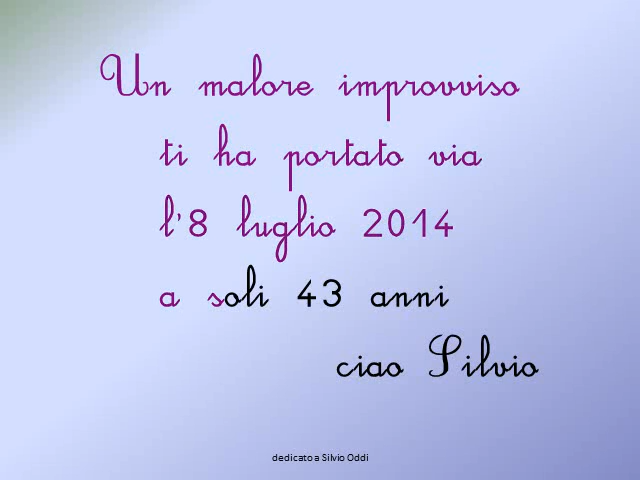 Un malore improvviso
ti ha portato via
l'8 luglio 2014
a soli 43 anni
ciao Silvio
dedicato a Silvio Oddi